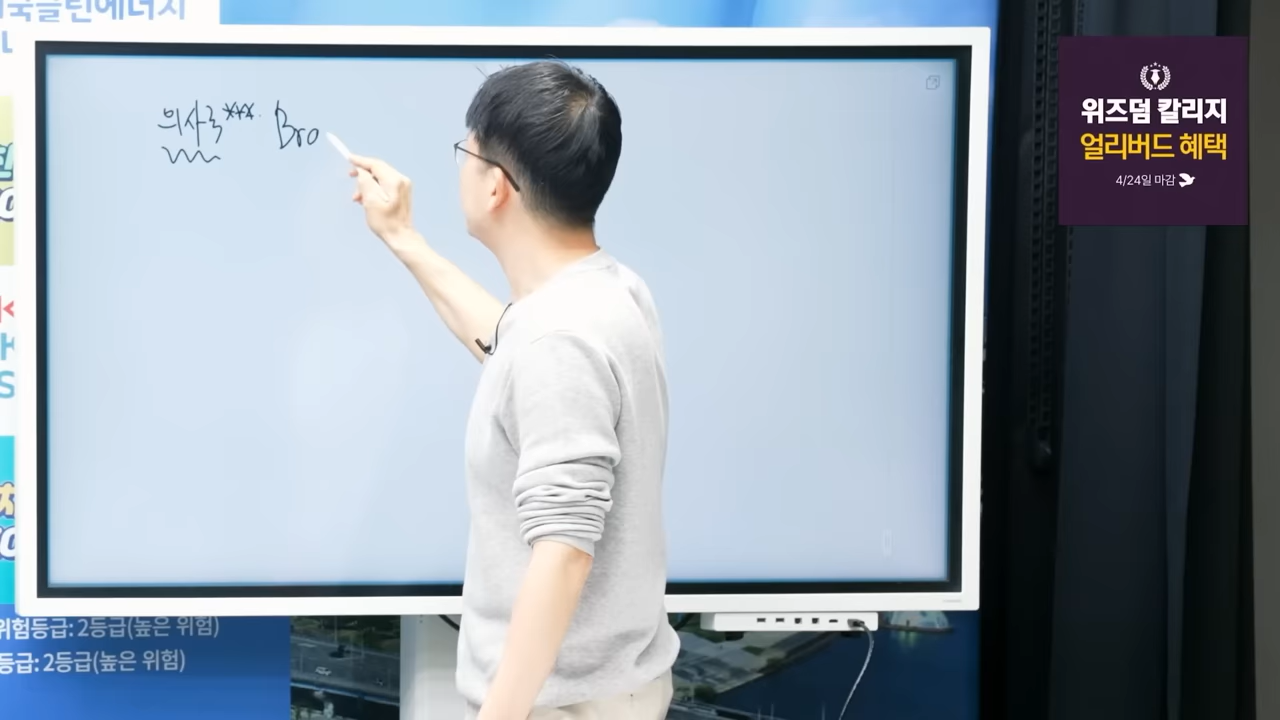 의사록*** Bro
위즈덤 칼리지
얼리버드 혜택
4/24일 마감
위험등급: 2등급(높은 위험)
등급: 2등급(높은 위험)